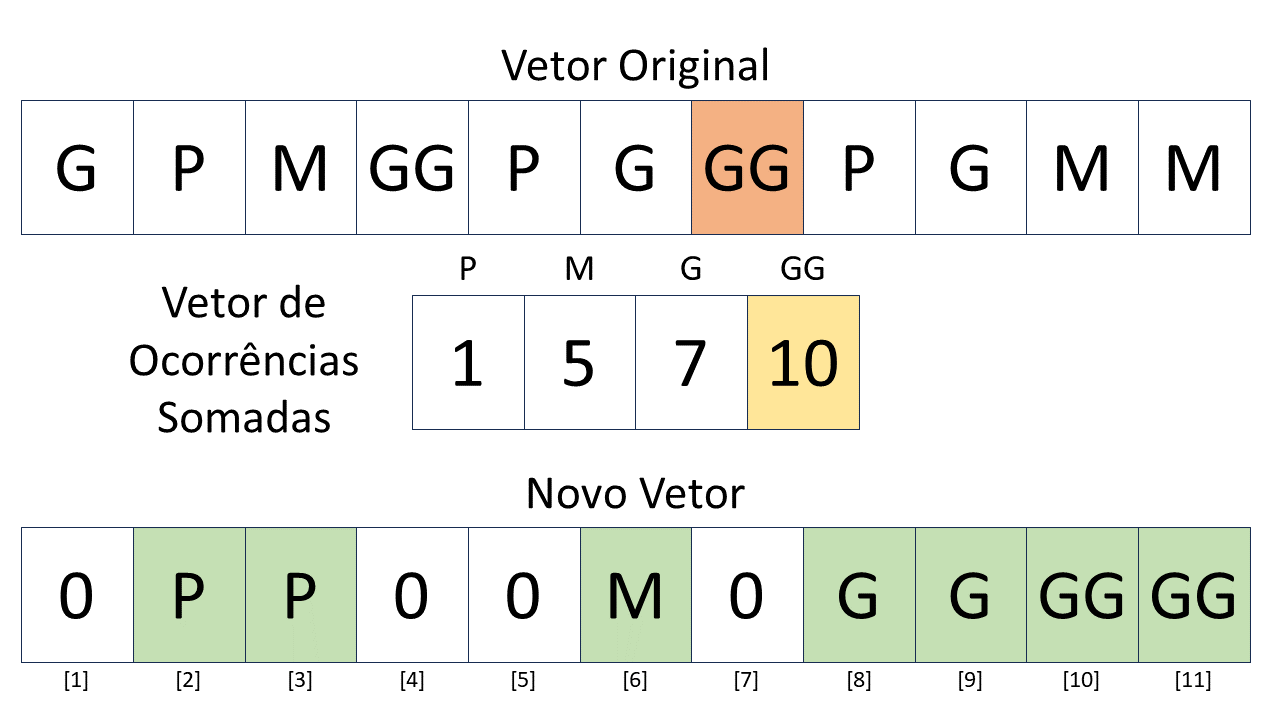 Vetor Original
G P M GG P G GG P G M M
P M G GG
Vetor de
Ocorrências
Somadas
1 5 7 10
Novo Vetor
0 P P 0 0 M 0 G G GG GG
[1] [2] [3] [4] [5] [6] [7] [8] [9] [10] [11]